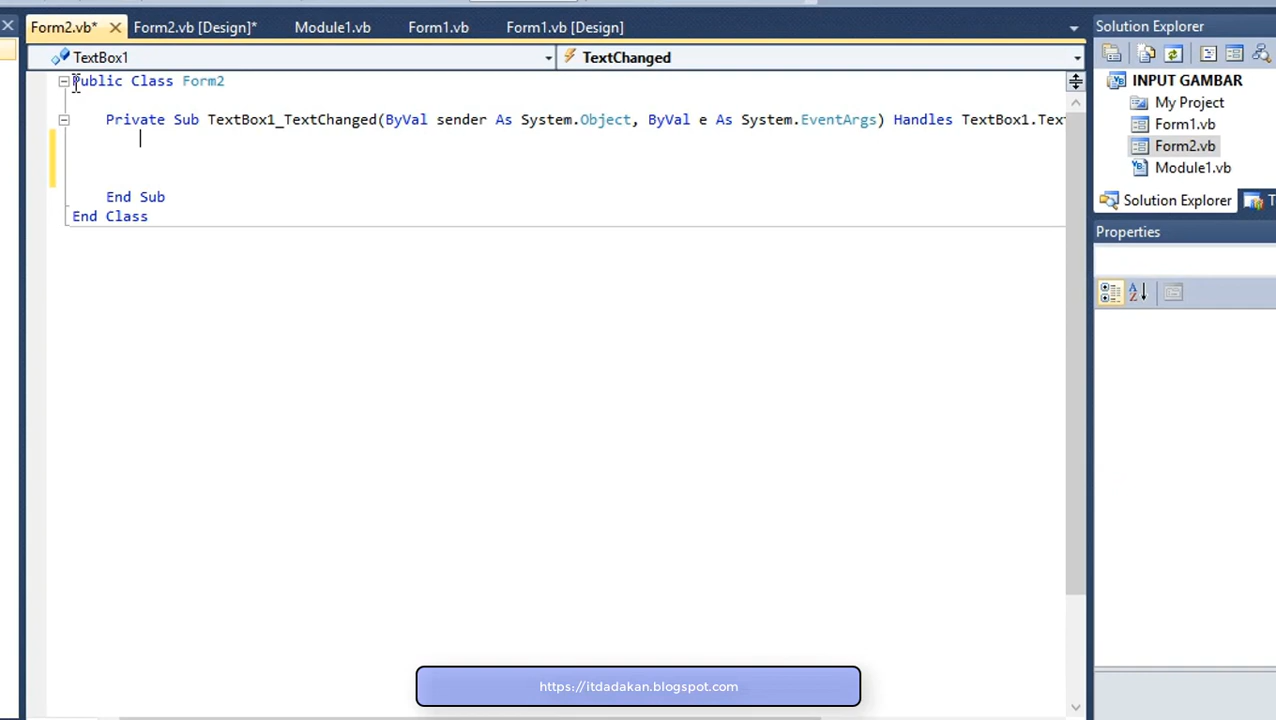 Form2.vb*
Form2.vb [Design]*
Module1.vb
Form1.vb
Form1.vb [Design]
TextBox1
TextChanged
Public Class Form2
Private Sub TextBox1_TextChanged(ByVal sender As System.Object, ByVal e As System.EventArgs) Handles TextBox1.Tex
End Sub
End Class
Solution Explorer
INPUT GAMBAR
My Project
Form1.vb
Form2.vb
Module1.vb
Solution Explorer
Properties
https://itdadakan.blogspot.com